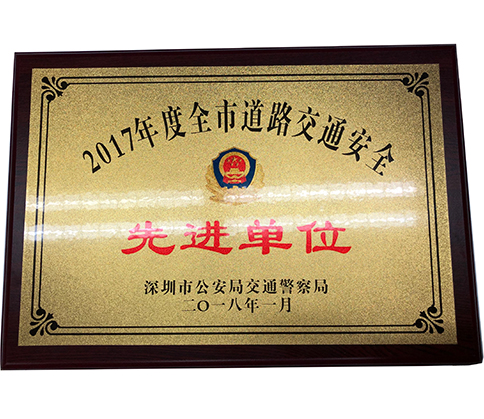 2017年度全市道路交通安全
先进单位
深圳市公安局交通警察局
二〇一八年一月